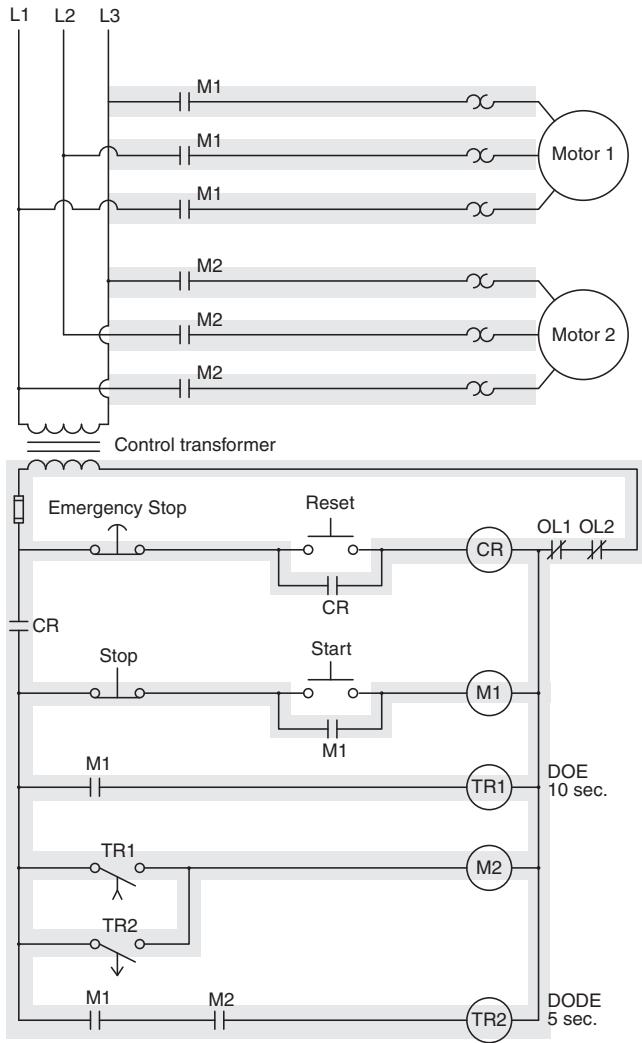 L1 L2 L3
M1
M1
Motor 1
M1
M2
M2
Motor 2
M2
Control transformer
Emergency Stop
Reset
OL1 OL2
CR
CR
CR
Stop
Start
M1
M1
M1
TR1
DOE
10 sec.
TR1
M2
TR2
M1
M2
TR2
DODE
5 sec.